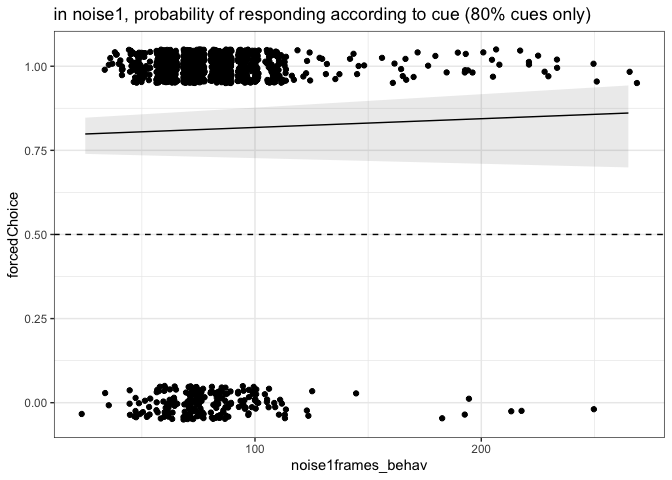 in noise1, probability of responding according to cue (80% cues only)
1.00
0.75
0.50
0.25
0.00
forcedChoice
100
200
noise1frames_behav